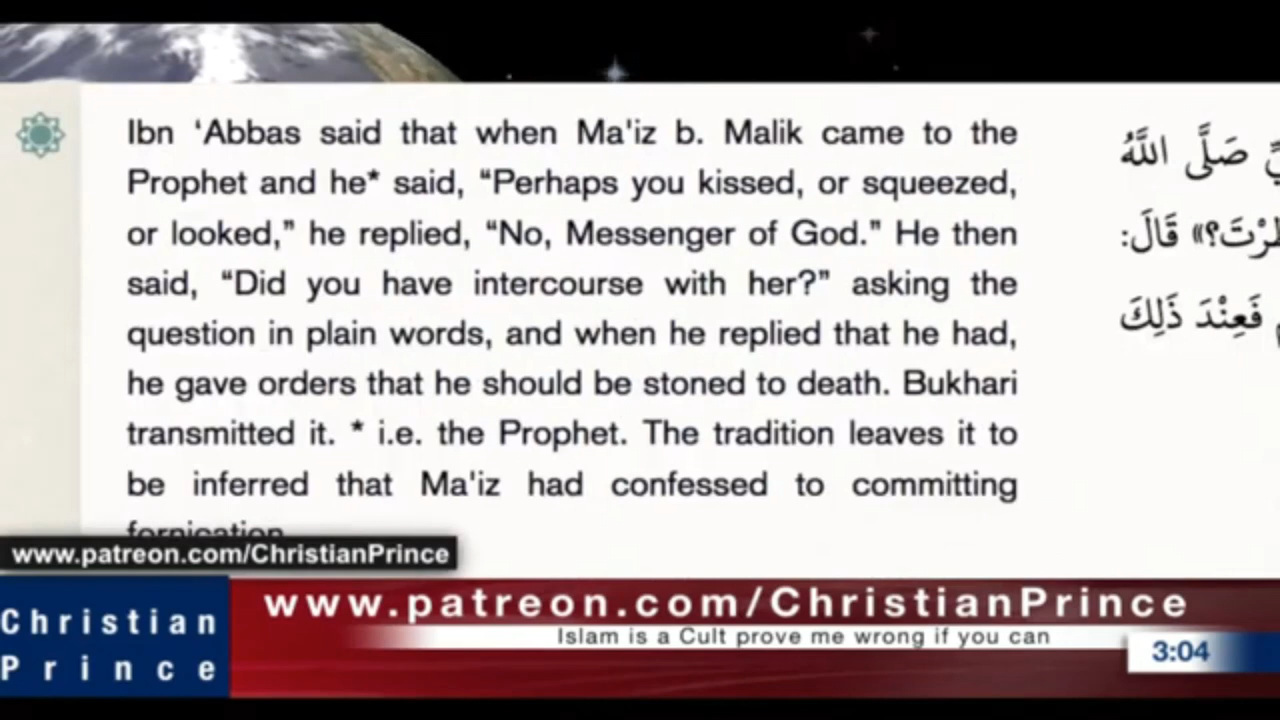 Ibn ‘Abbas said that when Ma'iz b. Malik came to the
Prophet and he* said, “Perhaps you kissed, or squeezed,
or looked,” he replied, “No, Messenger of God.” He then
said, “Did you have intercourse with her?” asking the
question in plain words, and when he replied that he had,
he gave orders that he should be stoned to death. Bukhari
transmitted it. * i.e. the Prophet. The tradition leaves it to
be inferred that Ma'iz had confessed to committing
fornication
صَلَّى اللَّهُ
قَالَ:
فَعِنْدَ ذَلِكَ
www.patreon.com/ChristianPrince
Christian
Prince
www.patreon.com/ChristianPrince
Islam is a Cult prove me wrong if you can
3:04